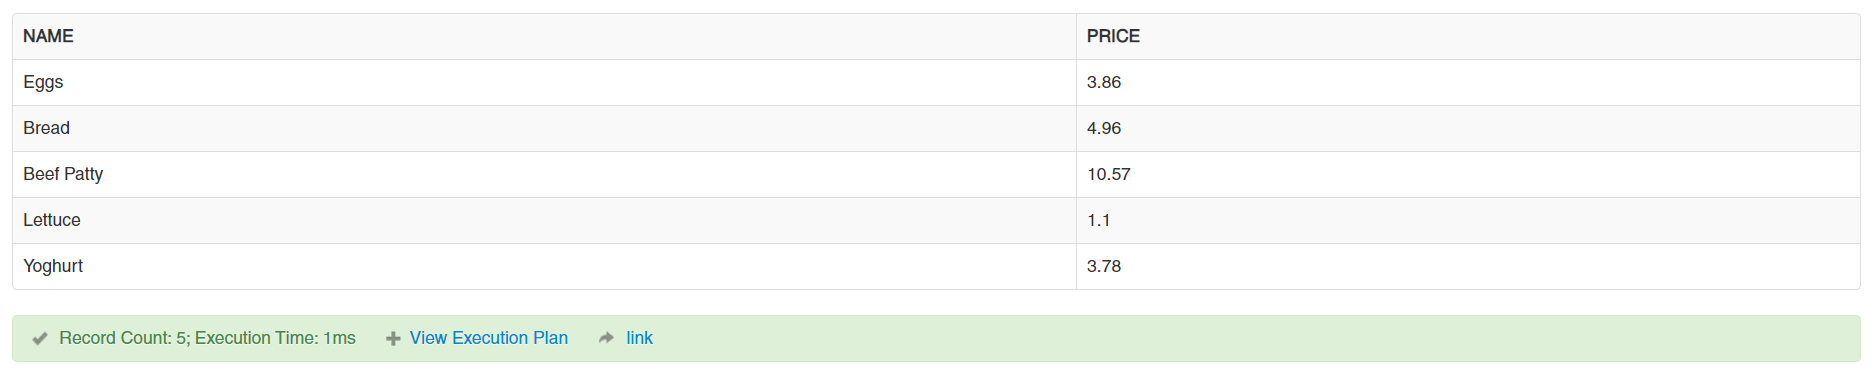 NAME PRICE
Eggs 3.86
Bread 4.96
Beef Patty 10.57
Lettuce 1.1
Yoghurt 3.78
Record Count: 5; Execution Time: 1ms View Execution Plan link